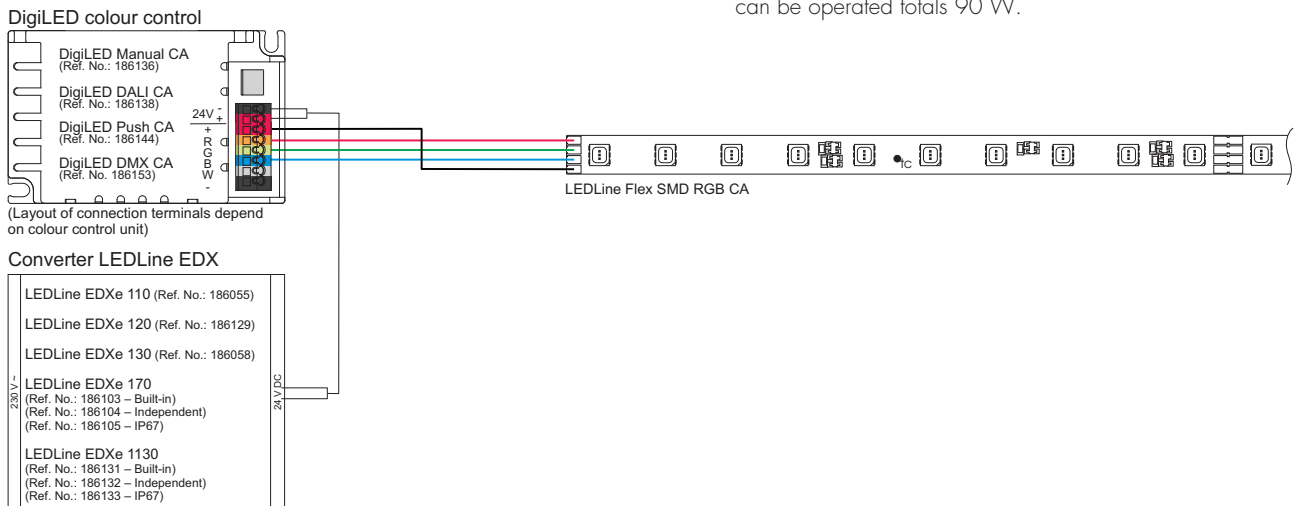 can be operated totals 90 W.
DigiLED colour control
DigiLED Manual CA
(Ref. No.: 186136)
DigiLED DALI CA
(Ref. No.: 186138)
DigiLED Push CA
(Ref. No.: 186144)
DigiLED DMX CA
(Ref. No. 186153)
24V -
+
+
R
G
B
W
-
IC
LEDLine Flex SMD RGB CA
(Layout of connection terminals depend
on colour control unit)
Converter LEDLine EDX
LEDLine EDXe 110 (Ref. No.: 186055)
LEDLine EDXe 120 (Ref. No.: 186129)
LEDLine EDXe 130 (Ref. No.: 186058)
LEDLine EDXe 170
(Ref. No.: 186103 – Built-in)
(Ref. No.: 186104 – Independent)
(Ref. No.: 186105 – IP67)
LEDLine EDXe 1130
(Ref. No.: 186131 – Built-in)
(Ref. No.: 186132 – Independent)
(Ref. No.: 186133 – IP67)
230 V ~
24 V DC